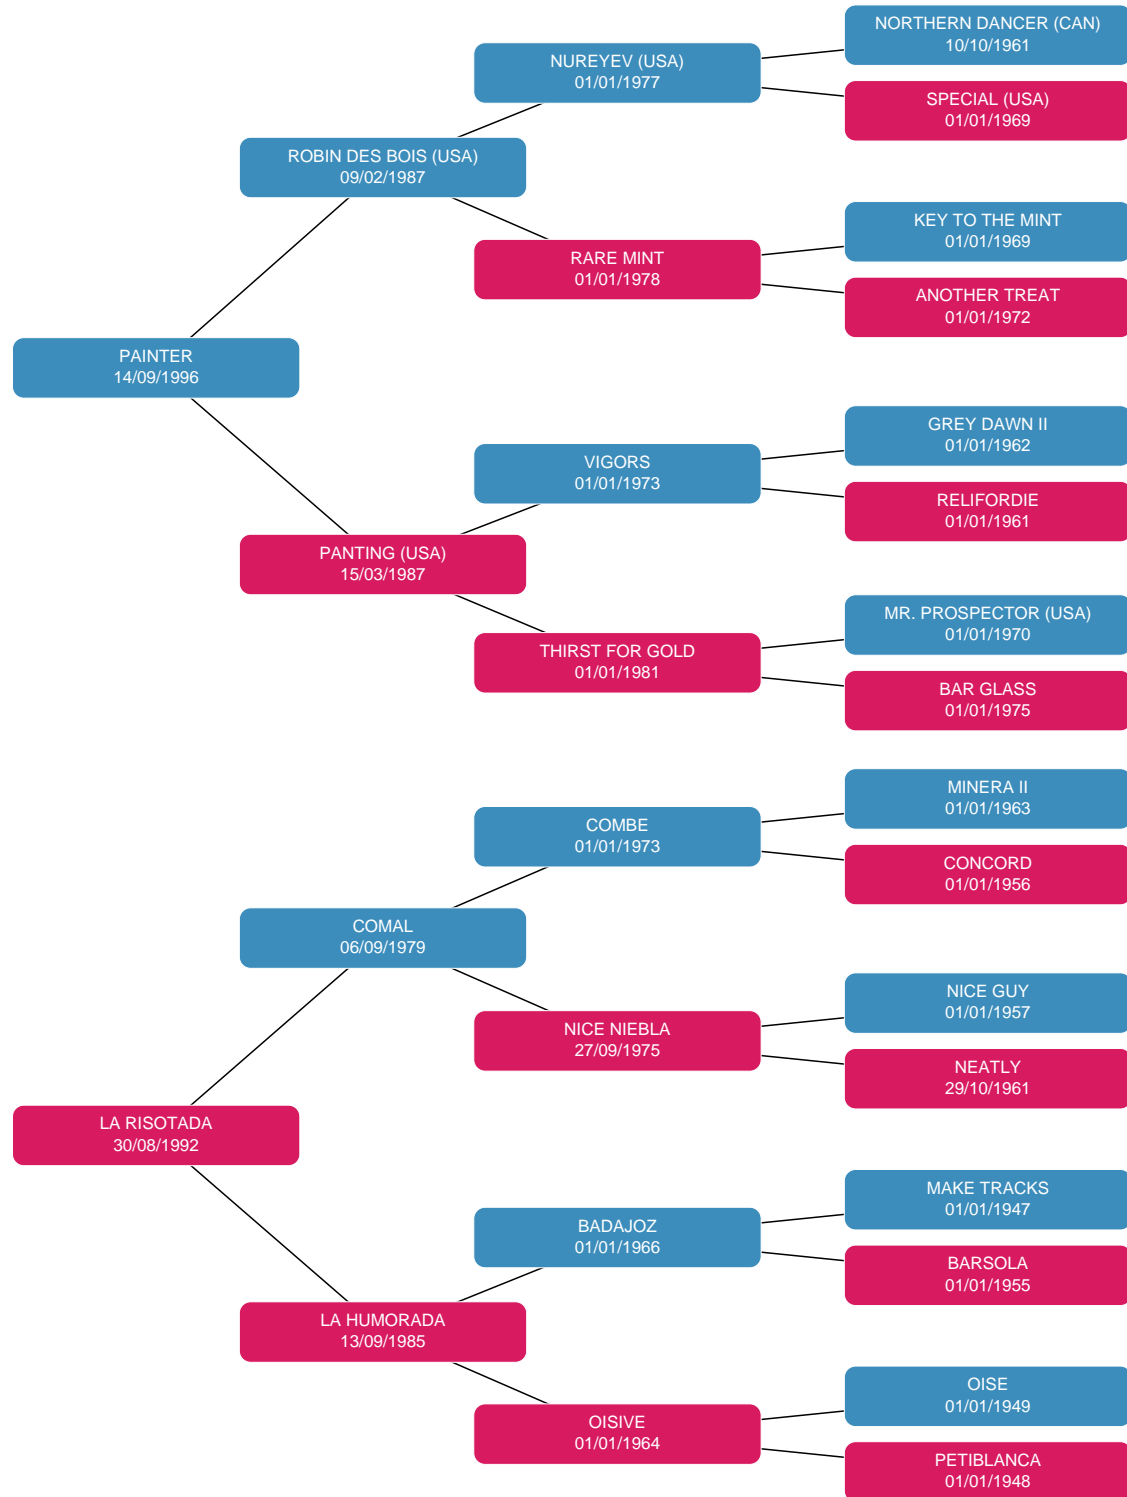 NORTHERN DANCER (CAN)
10/10/1961
NUREYEV (USA)
01/01/1977
SPECIAL (USA)
01/01/1969
ROBIN DES BOIS (USA)
09/02/1987
KEY TO THE MINT
01/01/1969
RARE MINT
01/01/1978
ANOTHER TREAT
01/01/1972
PAINTER
14/09/1996
GREY DAWN II
01/01/1962
VIGORS
01/01/1973
RELIFORDIE
01/01/1961
PANTING (USA)
15/03/1987
MR. PROSPECTOR (USA)
01/01/1970
THIRST FOR GOLD
01/01/1981
BAR GLASS
01/01/1975
MINERA II
01/01/1963
COMBE
01/01/1973
CONCORD
01/01/1956
COMAL
06/09/1979
NICE GUY
01/01/1957
NICE NIEBLA
27/09/1975
NEATLY
29/10/1961
LA RISOTADA
30/08/1992
MAKE TRACKS
01/01/1947
BADAJOZ
01/01/1966
BARSOLA
01/01/1955
LA HUMORADA
13/09/1985
OISE
01/01/1949
OISIVE
01/01/1964
PETIBLANCA
01/01/1948